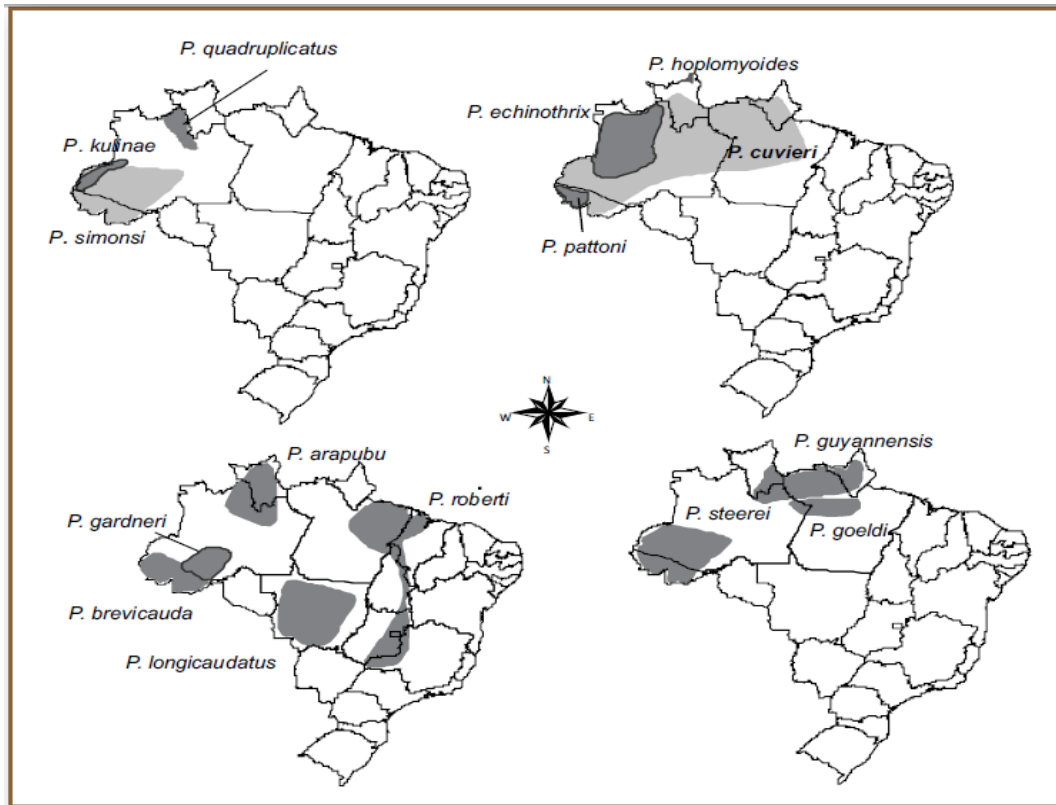 P. quadruplicatus
P. kulinae
P. simonsi
P. hoplomyoides
P. echinothrix
P. cuvieri
P. pattoni
N
W E
S
P. arapubu
P. roberti
P. gardneri
P. brevicauda
P. longicaudatus
P. guyannensis
P. steerei
P. goeldi